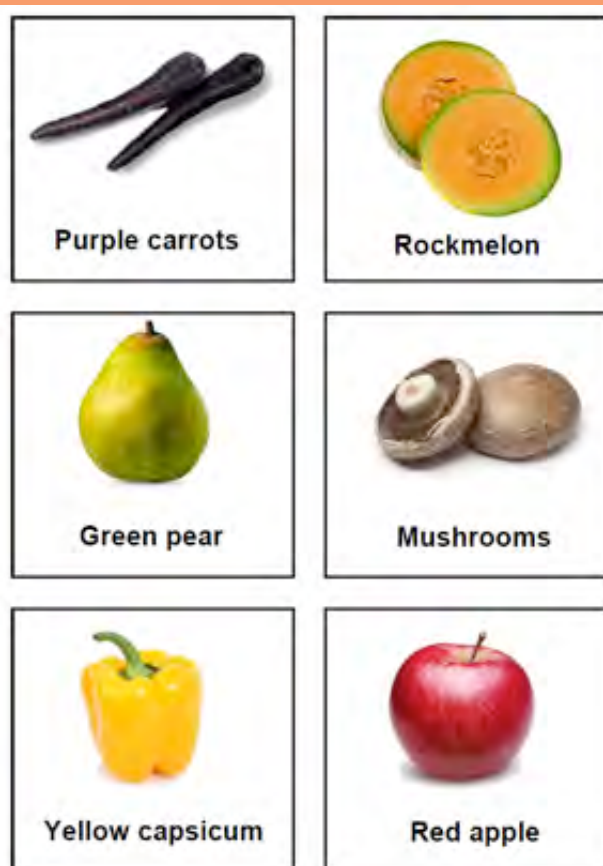 Purple carrots
Rockmelon
Green pear
Mushrooms
Yellow capsicum
Red apple